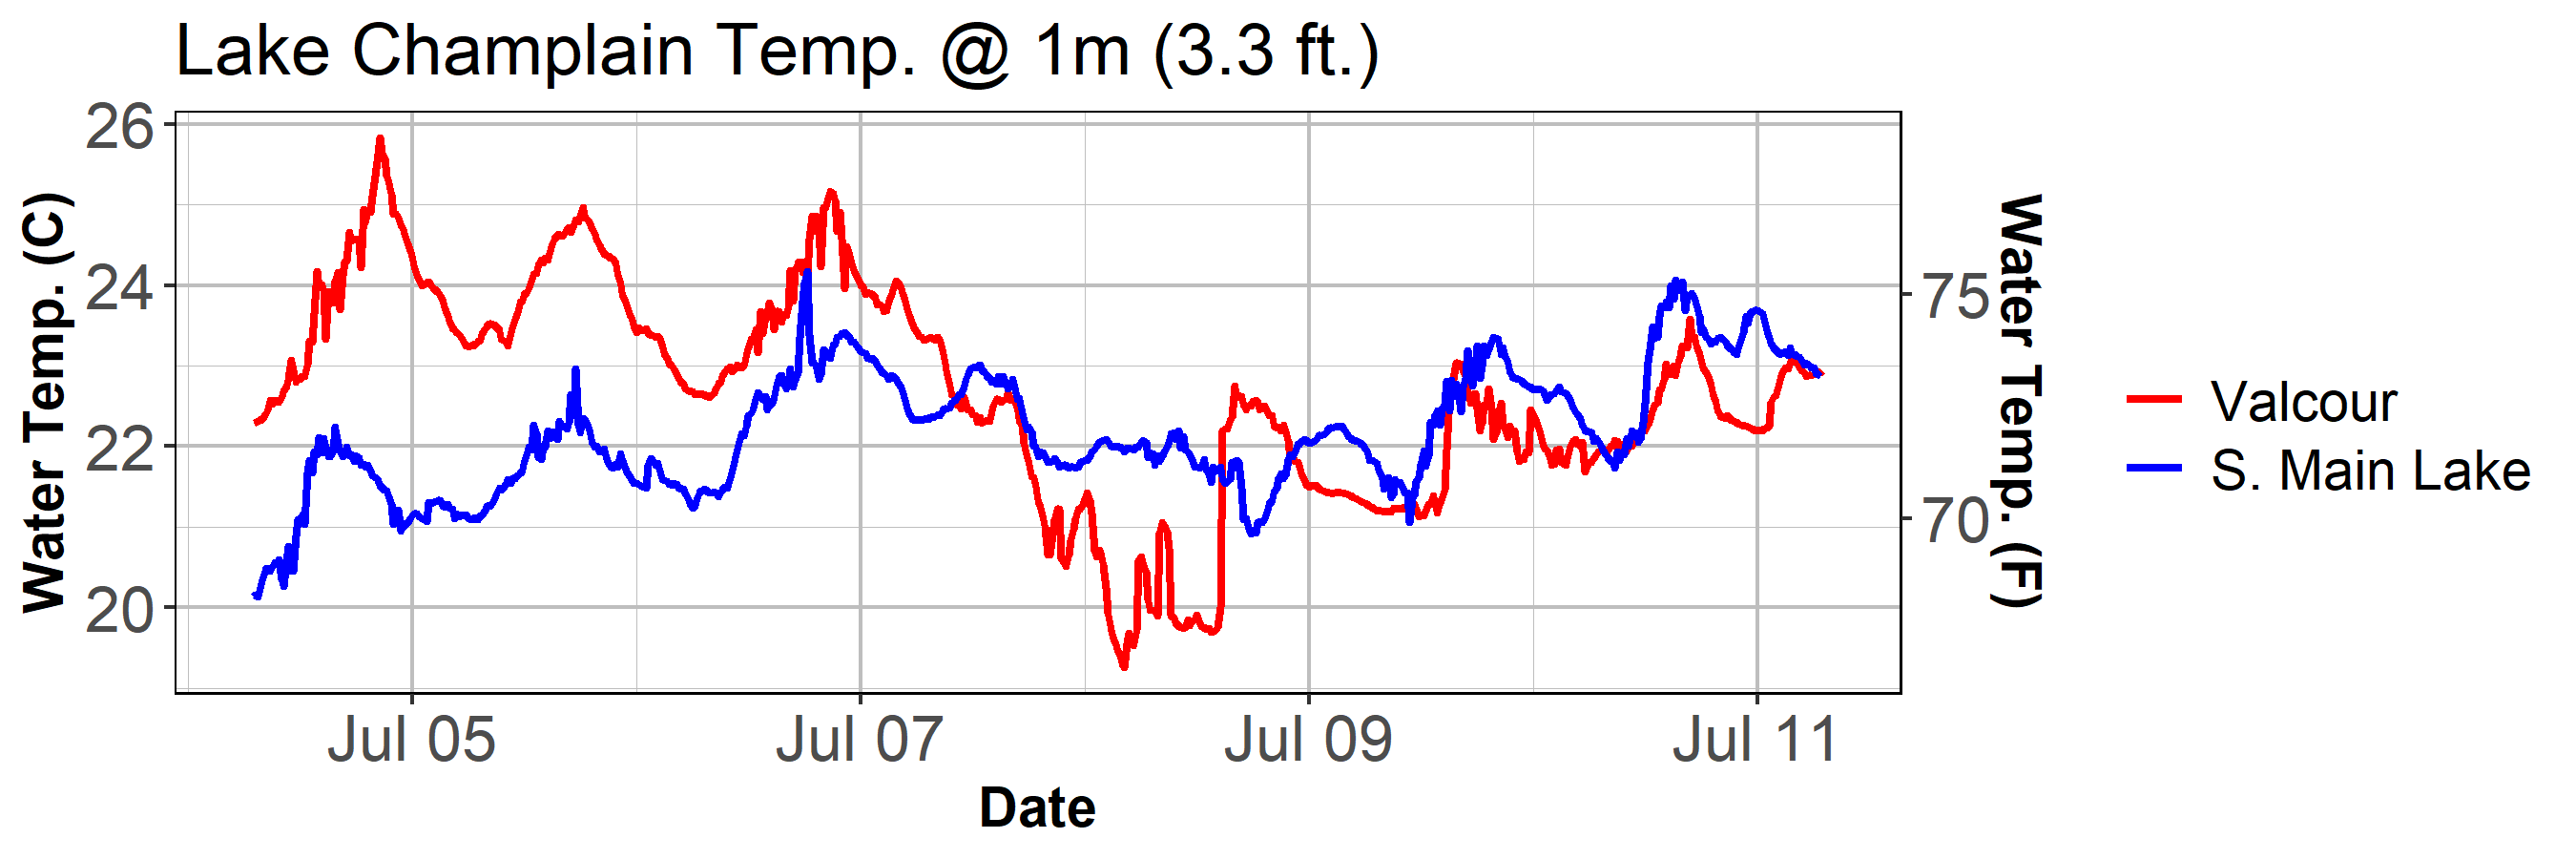 Lake Champlain Temp. @ 1m (3.3 ft.)
26
24
22
20
Water Temp. (C)
75
70
Water Temp. (F)
Jul 05
Jul 07
Jul 09
Jul 11
Date
Valcour
S. Main Lake